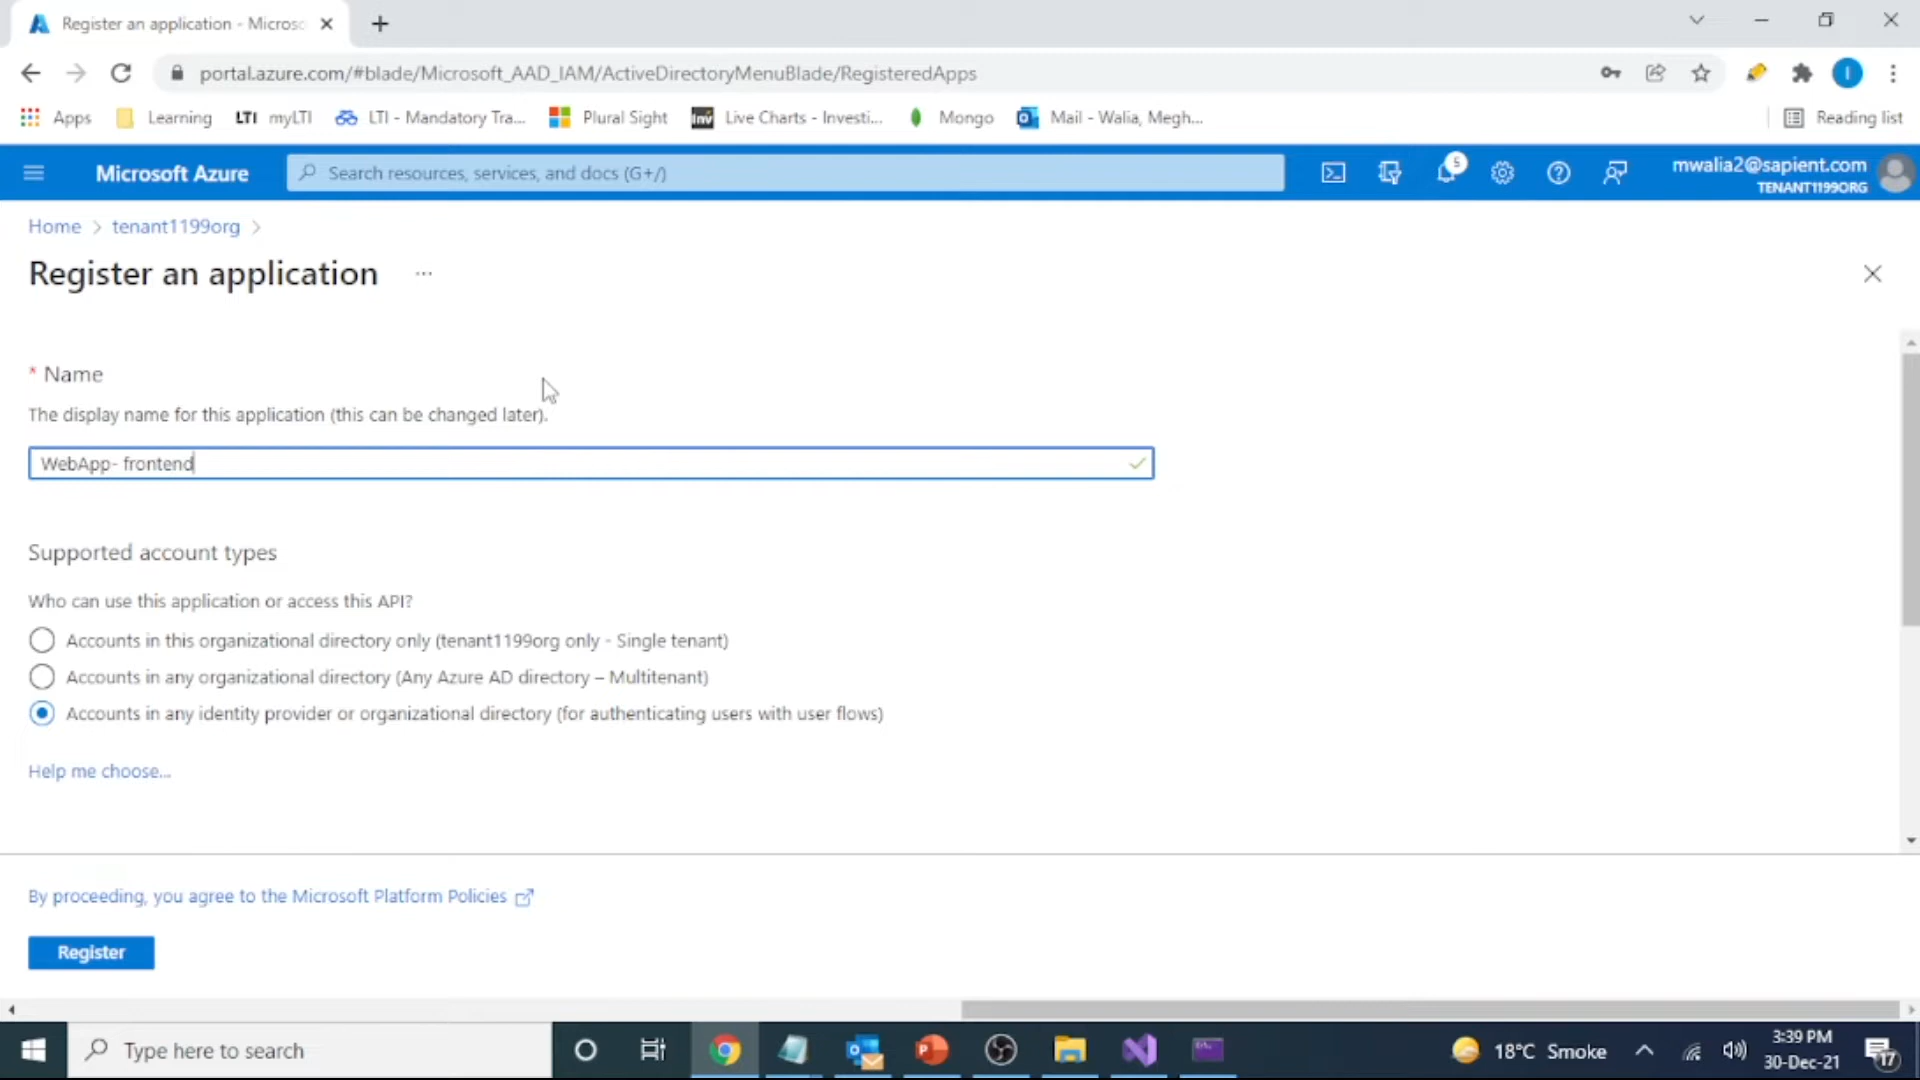 Register an application - Microso
portal.azure.com/#blade/Microsoft_AAD_IAM/ActiveDirectoryMenuBlade/RegisteredApps
I
Apps Learning LTI myLTI LTI - Mandatory Tra... Plural Sight Inv Live Charts - Investi... Mongo Mail - Walia, Megh... Reading list
Microsoft Azure Search resources, services, and docs (G+/) 5 mwalia2@sapient.com
TENANT1199ORG
Home > tenant1199org >
Register an application ...
* Name
The display name for this application (this can be changed later).
WebApp- frontend
Supported account types
Who can use this application or access this API?
Accounts in this organizational directory only (tenant1199org only - Single tenant)
Accounts in any organizational directory (Any Azure AD directory – Multitenant)
Accounts in any identity provider or organizational directory (for authenticating users with user flows)
Help me choose...
By proceeding, you agree to the Microsoft Platform Policies
Register
Type here to search 18°C Smoke 3:39 PM
30-Dec-21 17